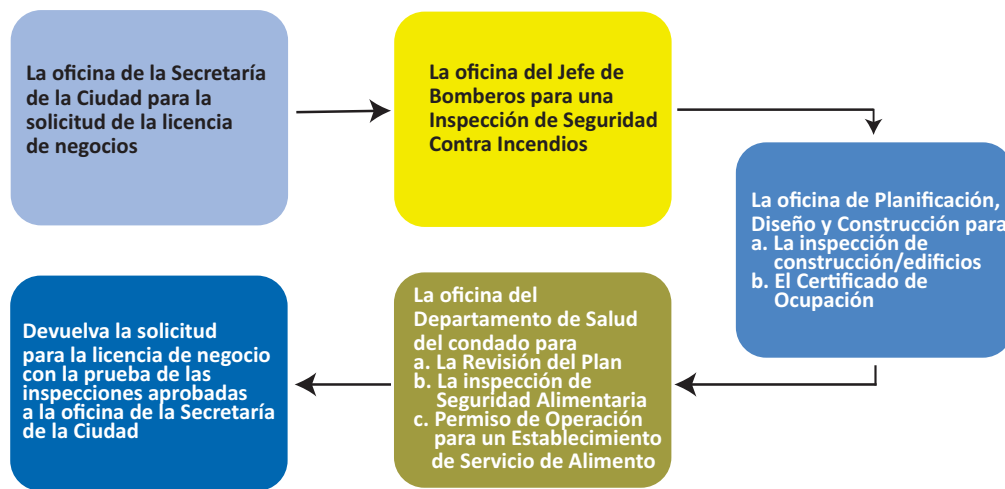 La oficina de la Secretaría
de la Ciudad para la
solicitud de la licencia
de negocios
La oficina del Jefe de
Bomberos para una
Inspección de Seguridad
Contra Incendios
La oficina de Planificación,
Diseño y Construcción para
a. La inspección de
construcción/edificios
b. El Certificado de
Ocupación
La oficina del
Departamento de Salud
del condado para
a. La Revisión del Plan
b. La inspección de
Seguridad Alimentaria
c. Permiso de Operación
para un Establecimiento
de Servicio de Alimento
Devuelva la solicitud
para la licencia de negocio
con la prueba de las
inspecciones aprobadas
a la oficina de la Secretaría
de la Ciudad